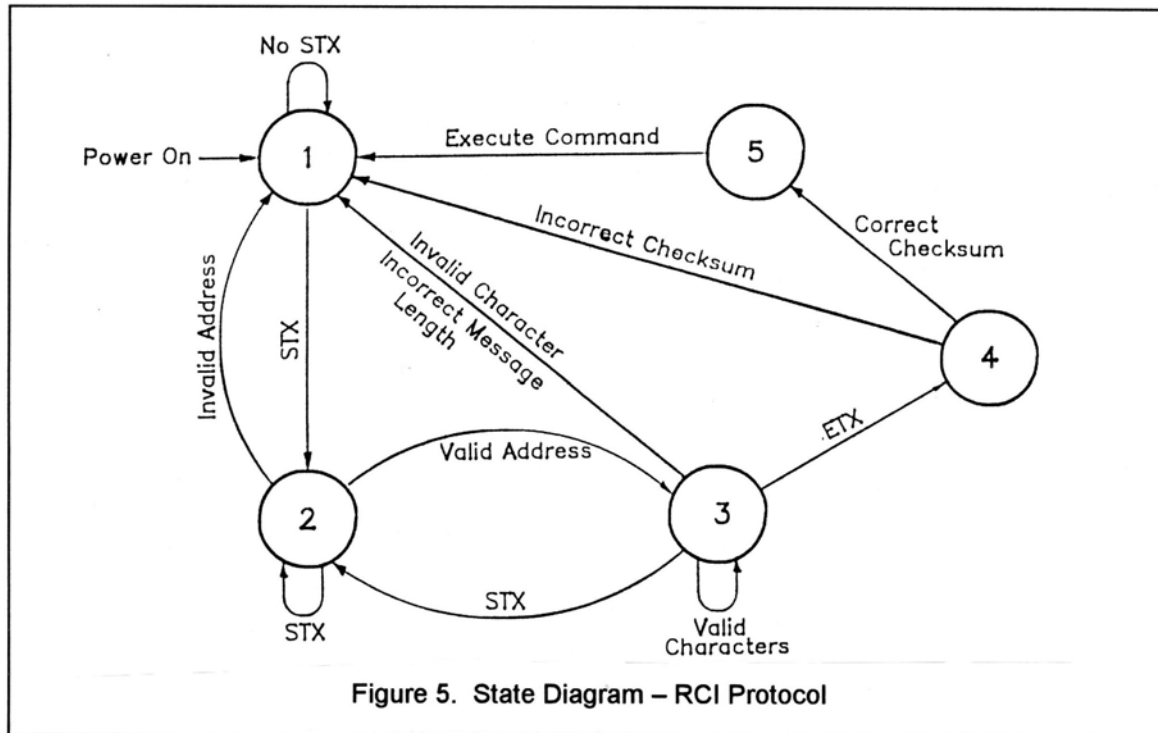 No STX
Power On
1
Execute Command
5
Incorrect Checksum
Correct
Checksum
Invalid Character
Incorrect Message
Length
Invalid Address
STX
4
ETX
Valid Address
2
3
STX
STX
Valid
Characters
Figure 5. State Diagram – RCI Protocol